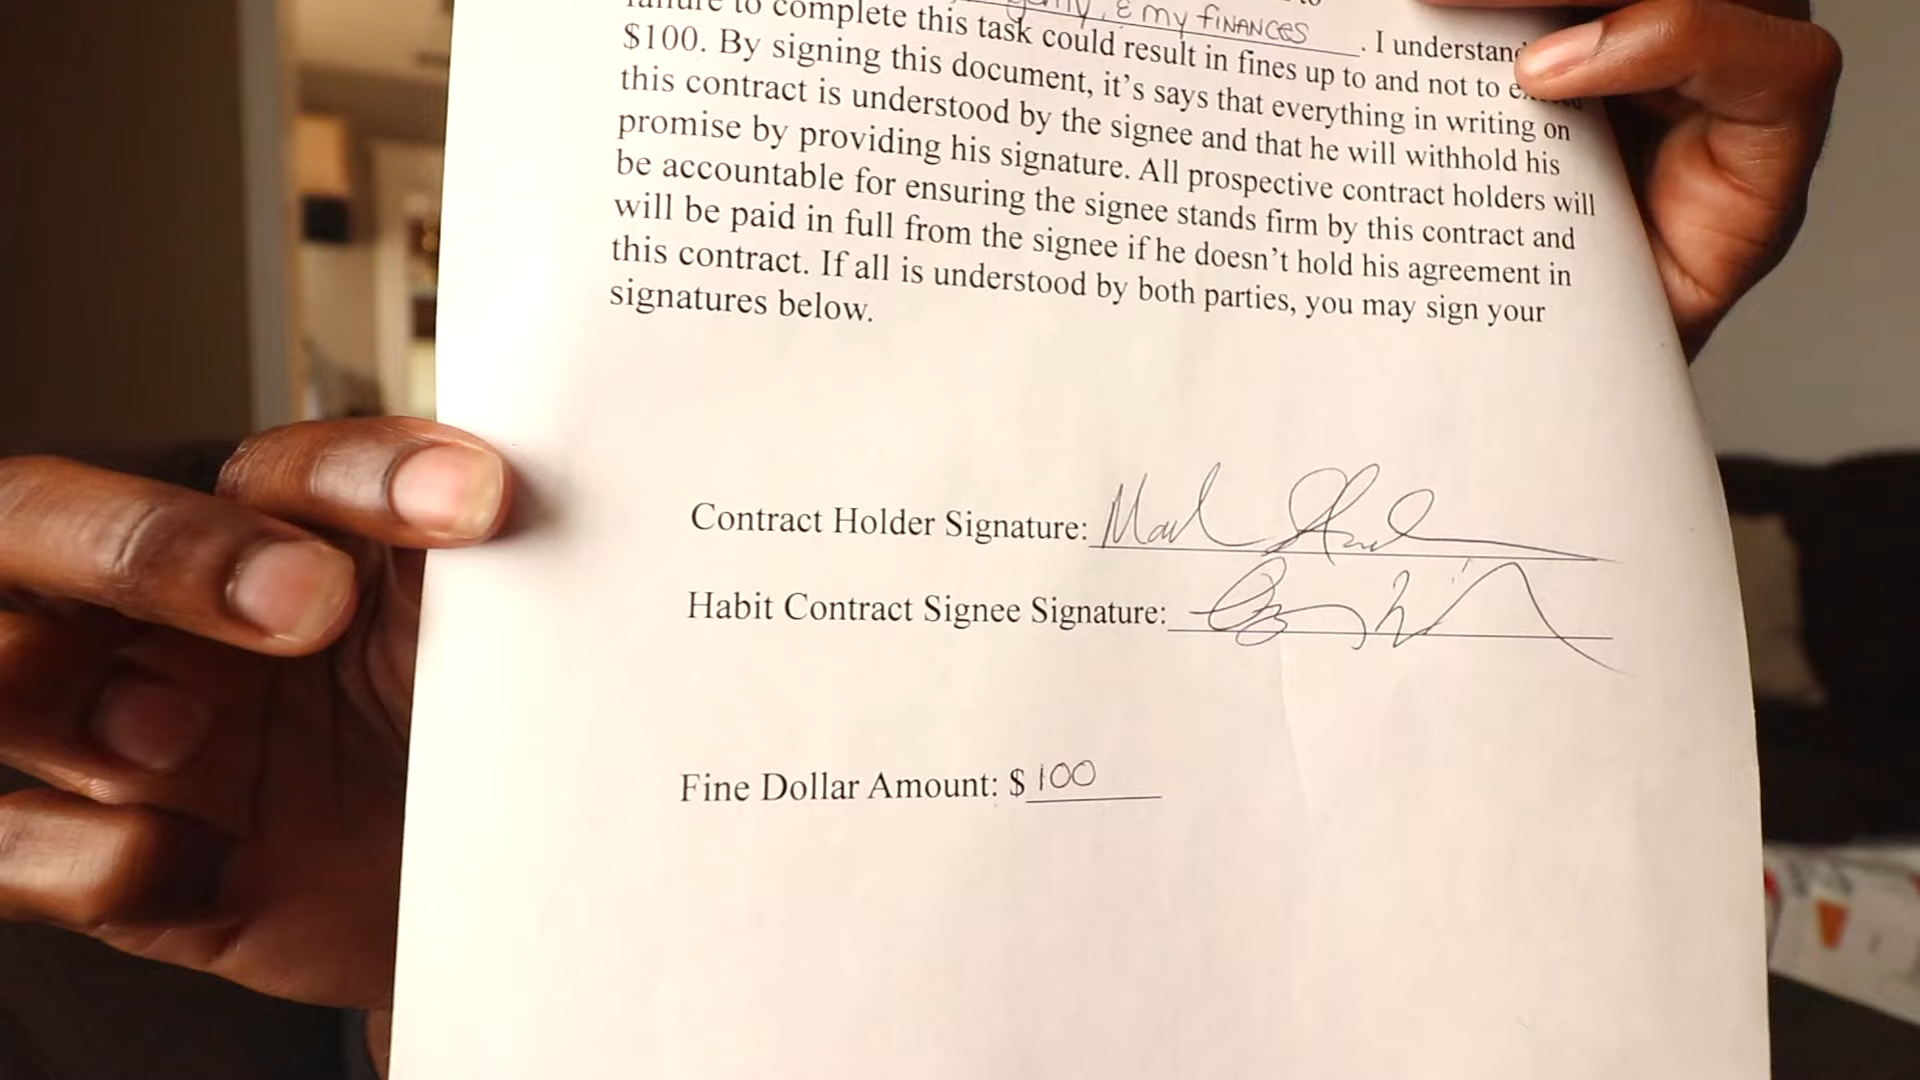 & my FINANCES . I understand
failure to complete this task could result in fines up to and not to
$100. By signing this document, it's says that everything in writing on
this contract is understood by the signee and that he will withhold his
promise by providing his signature. All prospective contract holders will
be accountable for ensuring the signee stands firm by this contract and
will be paid in full from the signee if he doesn't hold his agreement in
this contract. If all is understood by both parties, you may sign your
signatures below.
Contract Holder Signature:
Habit Contract Signee Signature:
Fine Dollar Amount: $ 100